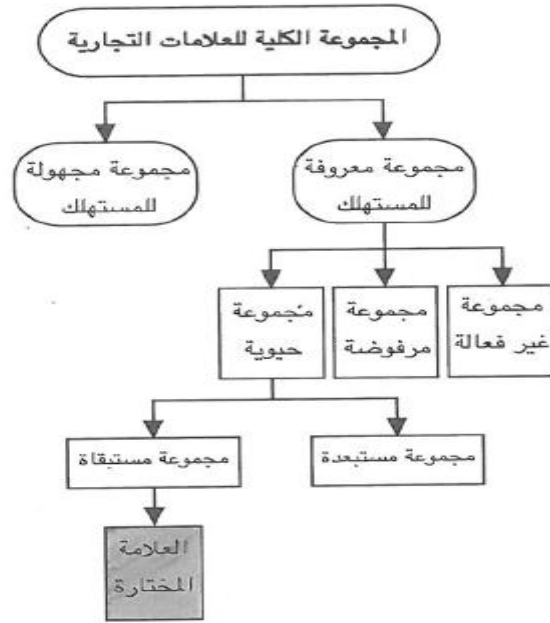 المجموعة الكلية للعلامات التجارية
مجموعة معروفة
للمستهلك
مجموعة مجهولة
للمستهلك
مجموعة
غير فعالة
مجموعة
مرفوضة
مجموعة
حيوية
مجموعة مستبعدة
مجموعة مستبقاة
العلامة
المختارة